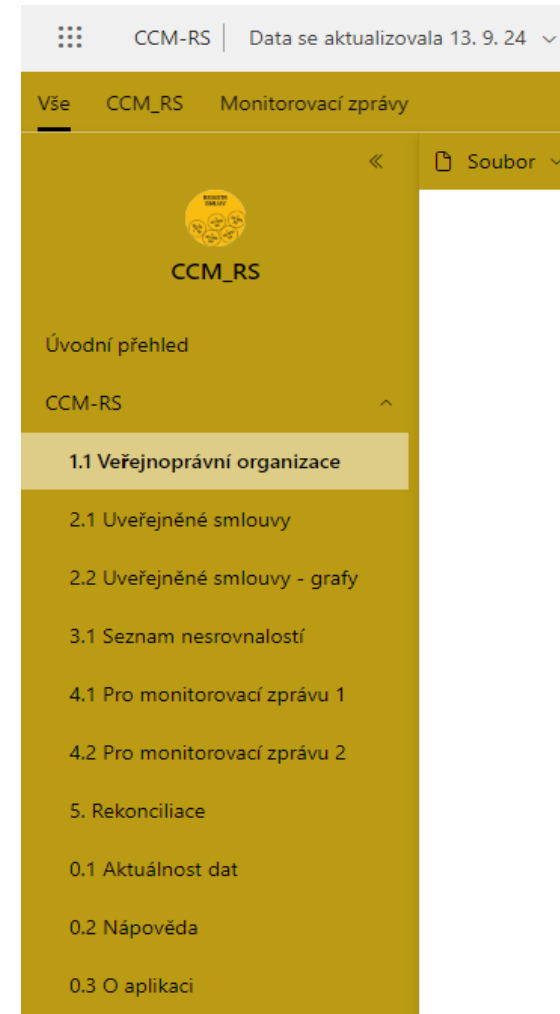 CCM-RS Data se aktualizovala 13. 9. 24
Vše CCM_RS Monitorovací zprávy
Soubor
REGISTR
SMLUV
CCM_RS
Úvodní přehled
CCM-RS
1.1 Veřejnoprávní organizace
2.1 Uveřejněné smlouvy
2.2 Uveřejněné smlouvy - grafy
3.1 Seznam nesrovnalostí
4.1 Pro monitorovací zprávu 1
4.2 Pro monitorovací zprávu 2
5. Rekonciliace
0.1 Aktuálnost dat
0.2 Nápověda
0.3 O aplikaci